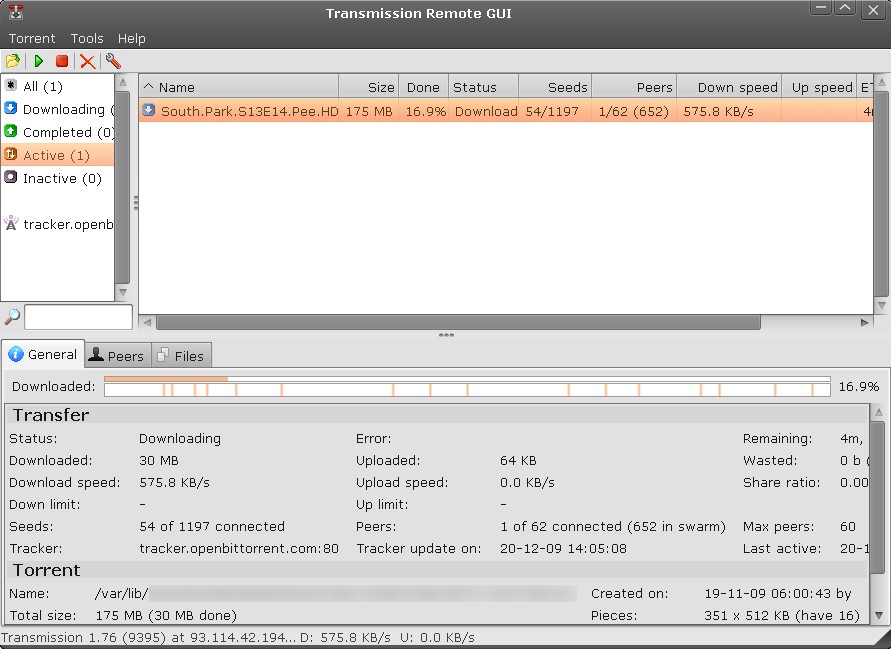 Transmission Remote GUI
Torrent Tools Help
All (1)
Downloading (
Completed (0)
Active (1)
Inactive (0)
tracker.openb
Name Size Done Status Seeds Peers Down speed Up speed ET
South.Park.S13E14.Pee.HD 175 MB 16.9% Download 54/1197 1/62 (652) 575.8 KB/s 4
General Peers Files
Downloaded: 16.9%
Transfer
Status: Downloading Error: Remaining: 4m,
Downloaded: 30 MB Uploaded: 64 KB Wasted: 0 b (
Download speed: 575.8 KB/s Upload speed: 0.0 KB/s Share ratio: 0.00
Down limit: - Up limit: -
Seeds: 54 of 1197 connected Peers: 1 of 62 connected (652 in swarm) Max peers: 60
Tracker: tracker.openbittorrent.com:80 Tracker update on: 20-12-09 14:05:08 Last active: 20-1
Torrent
Name: /var/lib/ Created on: 19-11-09 06:00:43 by
Total size: 175 MB (30 MB done) Pieces: 351 x 512 KB (have 16)
Transmission 1.76 (9395) at 93.114.42.194... D: 575.8 KB/s U: 0.0 KB/s